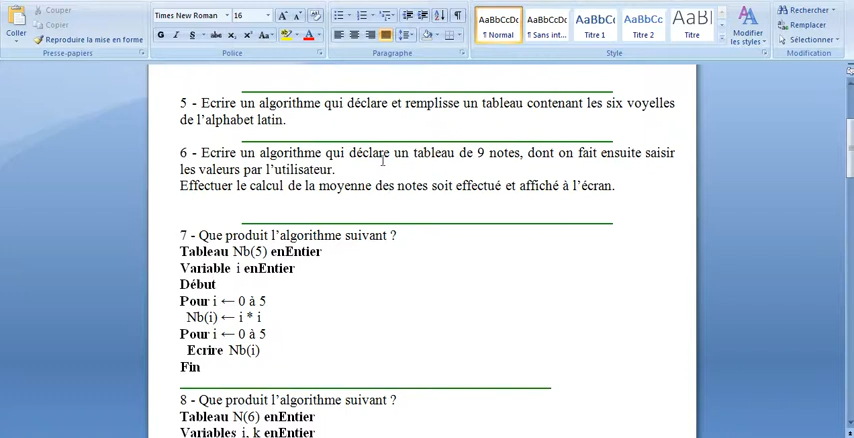 Couper
Copier
Coller
Reproduire la mise en forme
Presse-papiers
Times New Roman
16
G I S abc x, x² Aa
Police
Paragraphe
AaBbCcDc
¶ Normal
AaBbCcDc
¶ Sans int...
AaBbC
Titre 1
AaBbCc
Titre 2
AaB
Titre
Modifier
les styles
Style
Rechercher
Remplacer
Sélectionner
Modification
5 - Ecrire un algorithme qui déclare et remplisse un tableau contenant les six voyelles
de l’alphabet latin.
6 - Ecrire un algorithme qui déclare un tableau de 9 notes, dont on fait ensuite saisir
les valeurs par l’utilisateur.
Effectuer le calcul de la moyenne des notes soit effectué et affiché à l’écran.
7 - Que produit l’algorithme suivant ?
Tableau Nb(5) enEntier
Variable i enEntier
Début
Pour i ← 0 à 5
Nb(i) ← i * i
Pour i ← 0 à 5
Ecrire Nb(i)
Fin
8 - Que produit l’algorithme suivant ?
Tableau N(6) enEntier
Variables i, k enEntier